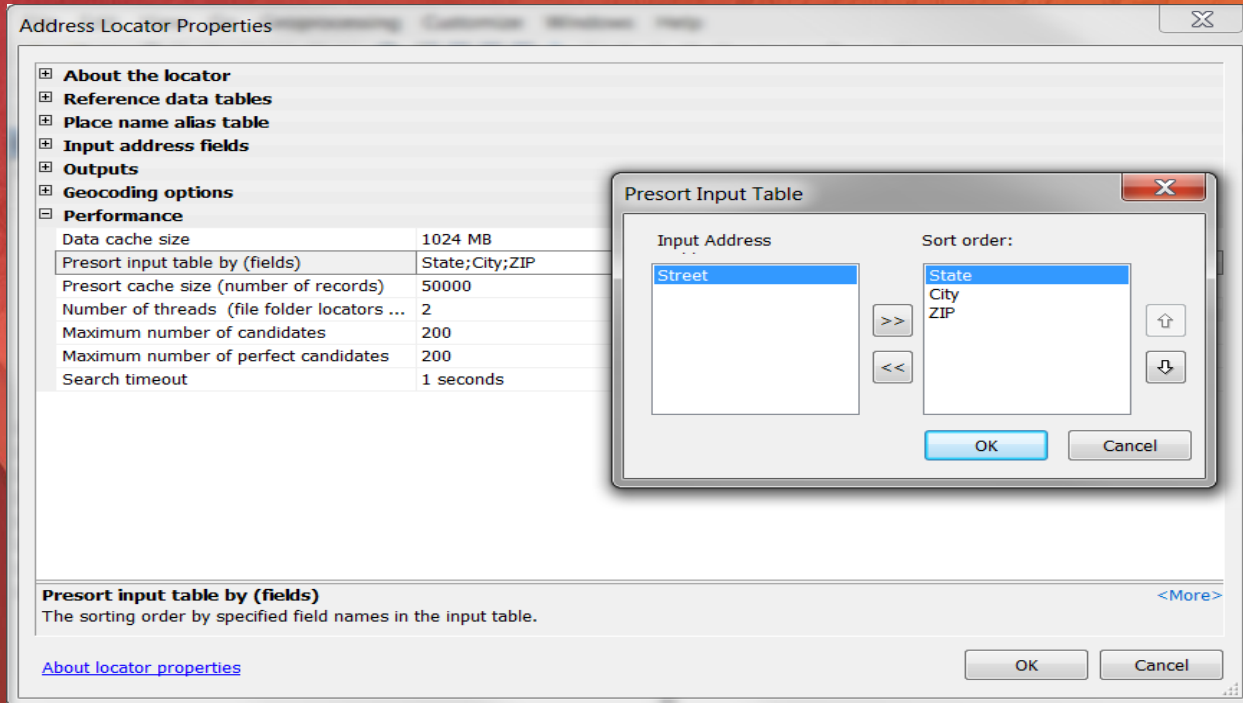 Geoprocessing Customize Windows Help
Address Locator Properties
About the locator
Reference data tables
Place name alias table
Input address fields
Outputs
Geocoding options
Performance
Data cache size 1024 MB
Presort input table by (fields) State;City;ZIP
Presort cache size (number of records) 50000
Number of threads (file folder locators ... 2
Maximum number of candidates 200
Maximum number of perfect candidates 200
Search timeout 1 seconds
Presort Input Table
Input Address Sort order:
Street
State
City
ZIP
>>
<<
OK Cancel
Presort input table by (fields) <More>
The sorting order by specified field names in the input table.
About locator properties OK Cancel